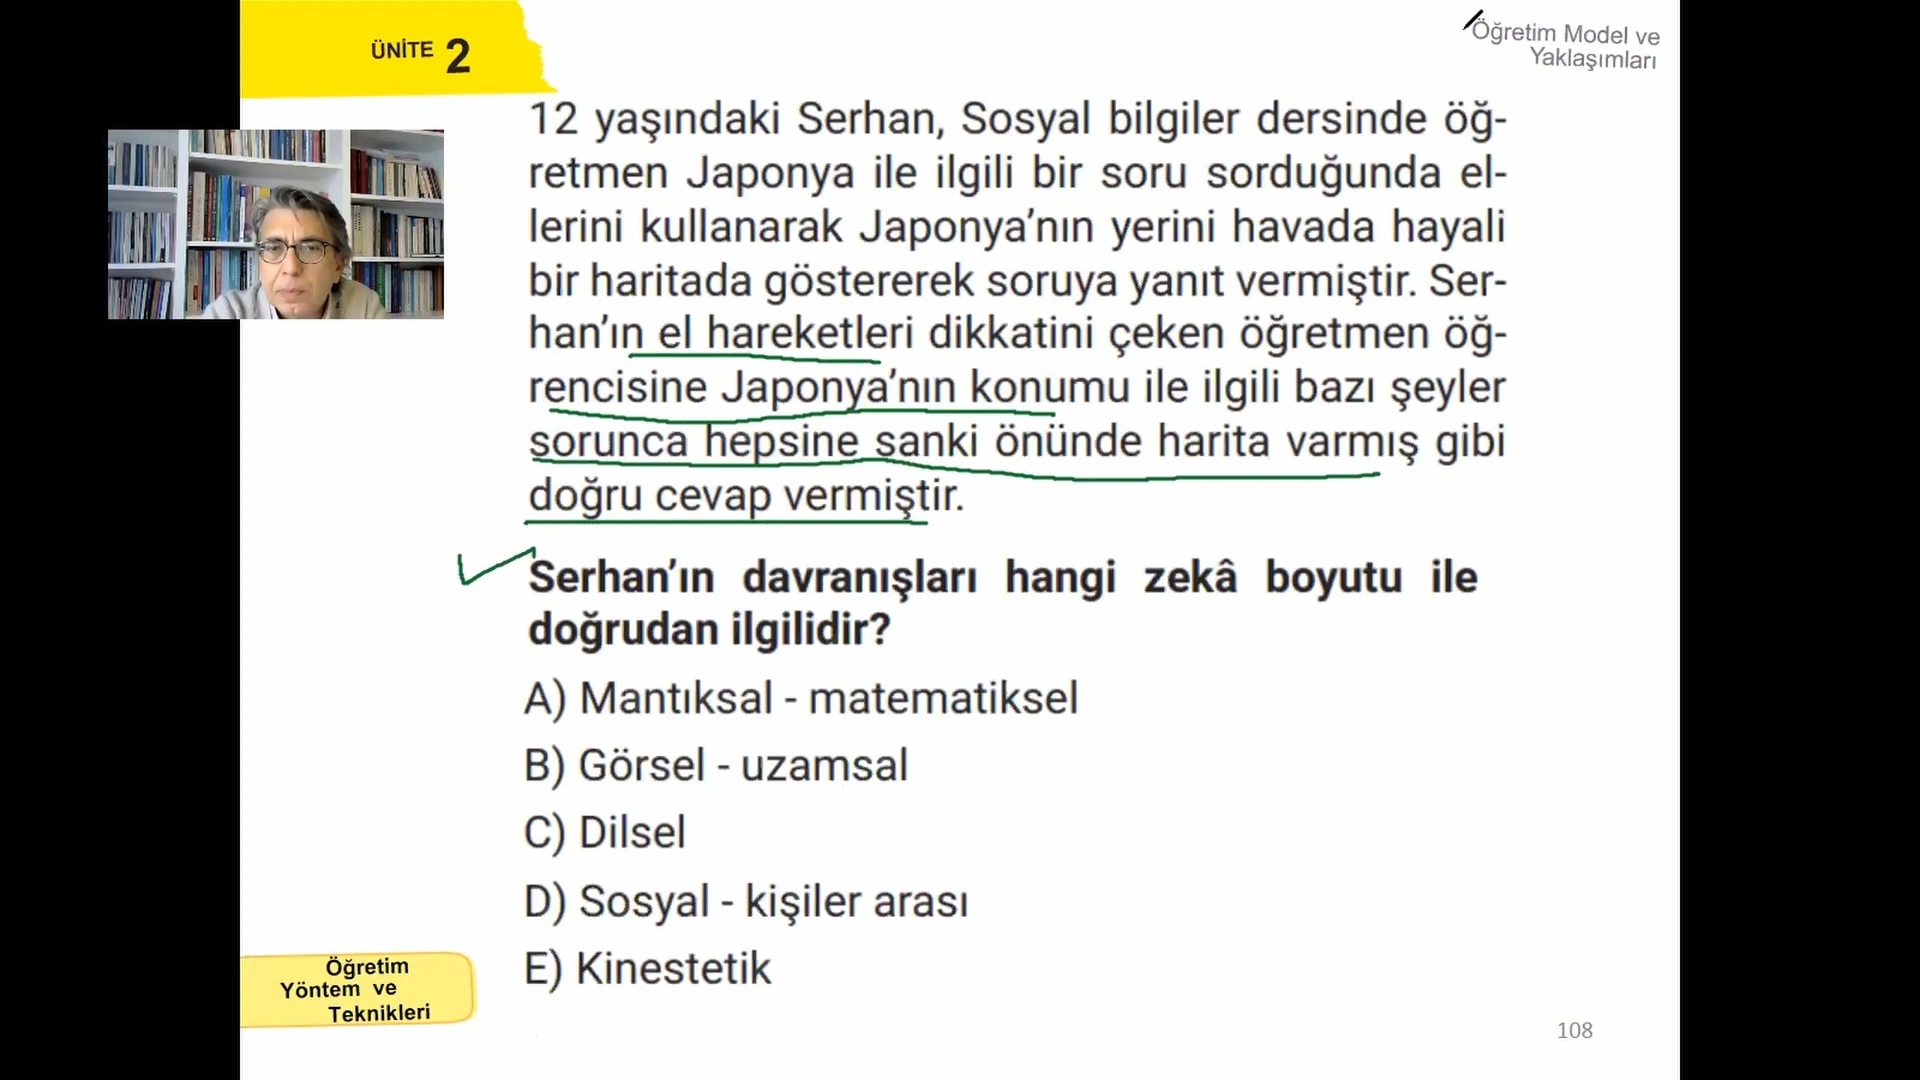 ÜNİTE 2
Öğretim Model ve
Yaklaşımları
12 yaşındaki Serhan, Sosyal bilgiler dersinde öğ-
retmen Japonya ile ilgili bir soru sorduğunda el-
lerini kullanarak Japonya’nın yerini havada hayali
bir haritada göstererek soruya yanıt vermiştir. Ser-
han’ın el hareketleri dikkatini çeken öğretmen öğ-
rencisine Japonya’nın konumu ile ilgili bazı şeyler
sorunca hepsine sanki önünde harita varmış gibi
doğru cevap vermiştir.
Serhan’ın davranışları hangi zekâ boyutu ile
doğrudan ilgilidir?
A) Mantıksal - matematiksel
B) Görsel - uzamsal
C) Dilsel
D) Sosyal - kişiler arası
E) Kinestetik
Öğretim
Yöntem ve
Teknikleri
108